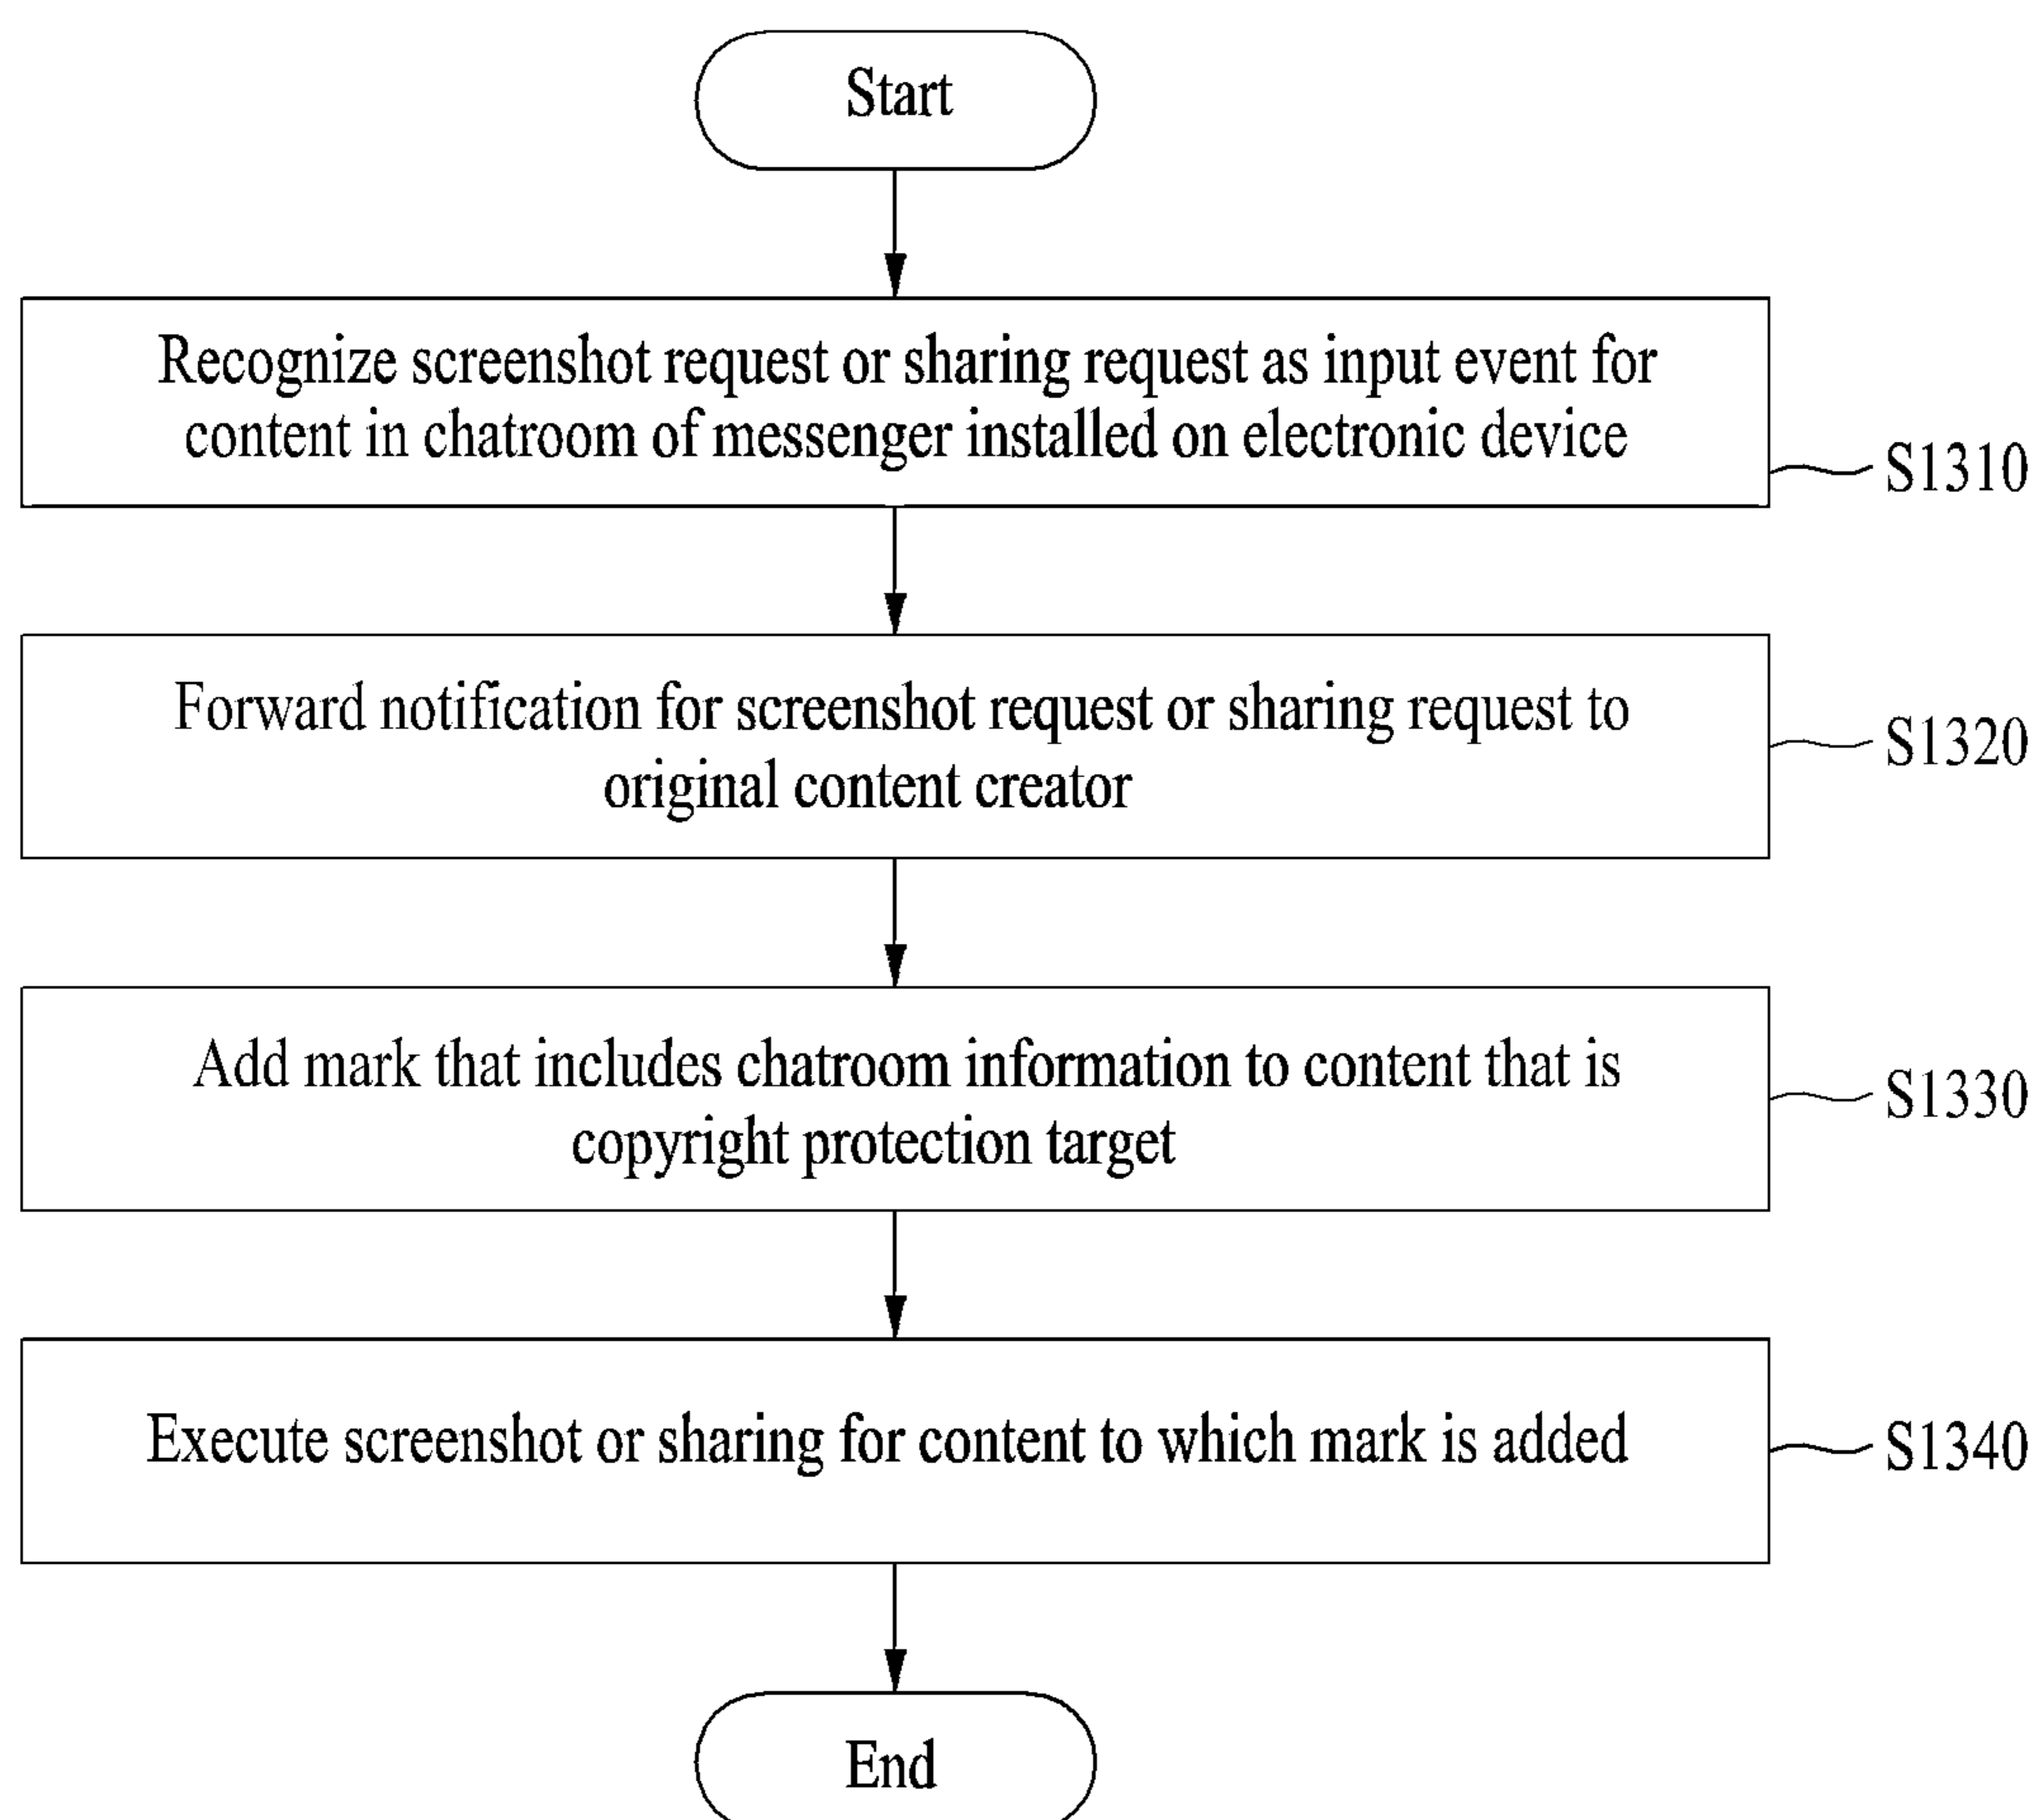 Start
Recognize screenshot request or sharing request as input event for
content in chatroom of messenger installed on electronic device
S1310
Forward notification for screenshot request or sharing request to
original content creator
S1320
Add mark that includes chatroom information to content that is
copyright protection target
S1330
Execute screenshot or sharing for content to which mark is added
S1340
End